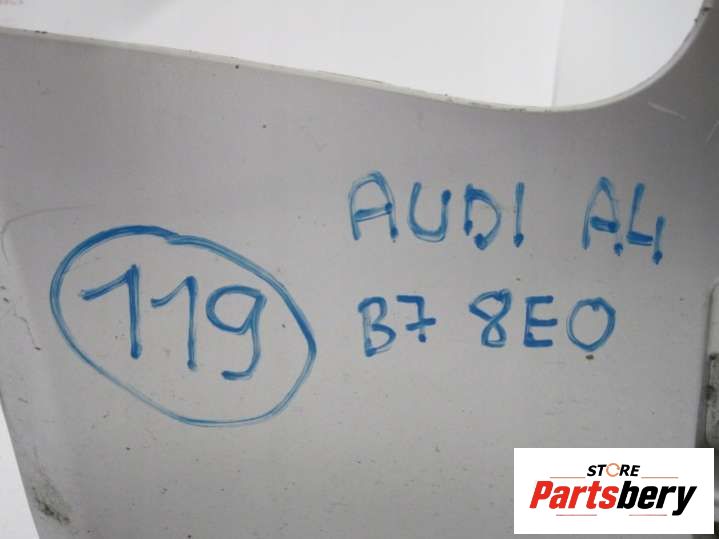 119
AUDI A4
B7 8E0
STORE
Partsbery